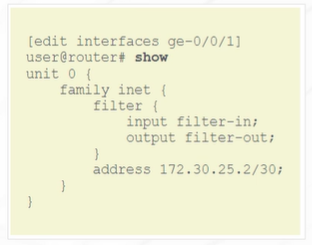 [edit interfaces ge-0/0/1]
user@router# show
unit 0 {
    family inet {
        filter {
            input filter-in;
            output filter-out;
        }
        address 172.30.25.2/30;
    }
}